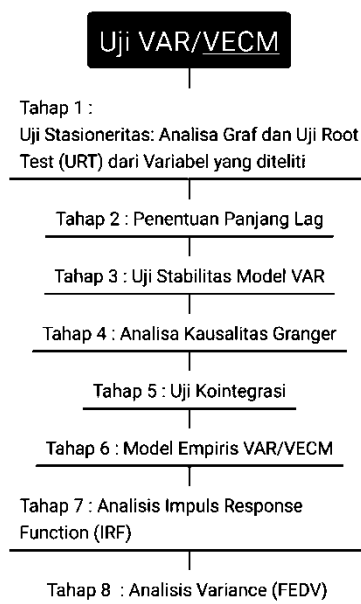 Uji VAR/VECM
Tahap 1 :
Uji Stasioneritas: Analisa Graf dan Uji Root
Test (URT) dari Variabel yang diteliti
Tahap 2 : Penentuan Panjang Lag
Tahap 3 : Uji Stabilitas Model VAR
Tahap 4 : Analisa Kausalitas Granger
Tahap 5 : Uji Kointegrasi
Tahap 6 : Model Empiris VAR/VECM
Tahap 7 : Analisis Impuls Response
Function (IRF)
Tahap 8 : Analisis Variance (FEDV)